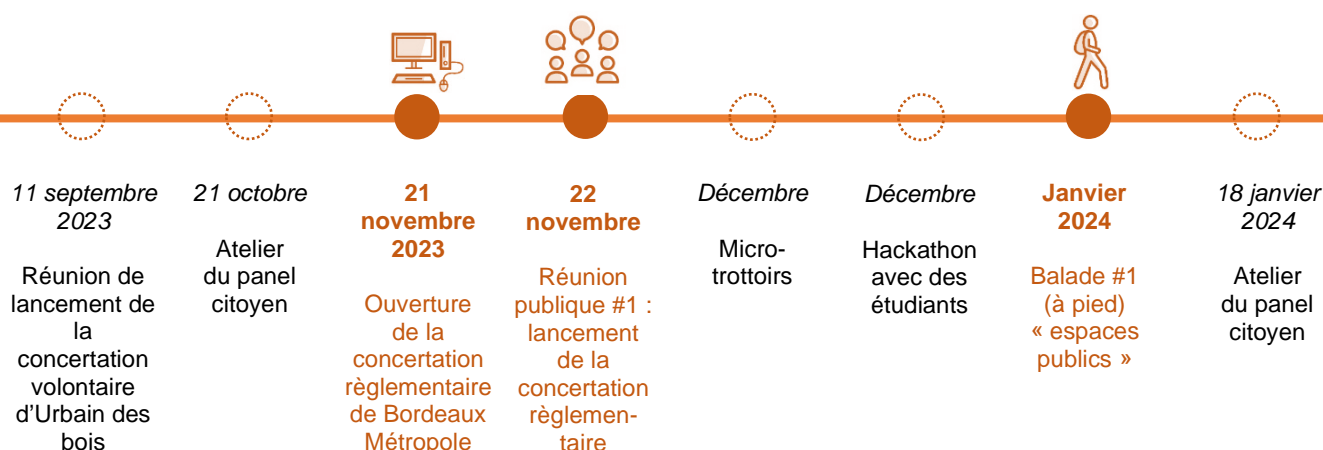 11 septembre
2023
Réunion de
lancement de
la
concertation
volontaire
d'Urbain des
bois
21 octobre
Atelier
du panel
citoyen
21
novembre
2023
Ouverture
de la
concertation
règlementaire
de Bordeaux
Métropole
22
novembre
Réunion
publique #1 :
lancement
de la
concertation
règlemen-
taire
Décembre
Micro-
trottoirs
Décembre
Hackathon
avec des
étudiants
Janvier
2024
Balade #1
(à pied)
« espaces
publics »
18 janvier
2024
Atelier
du panel
citoyen